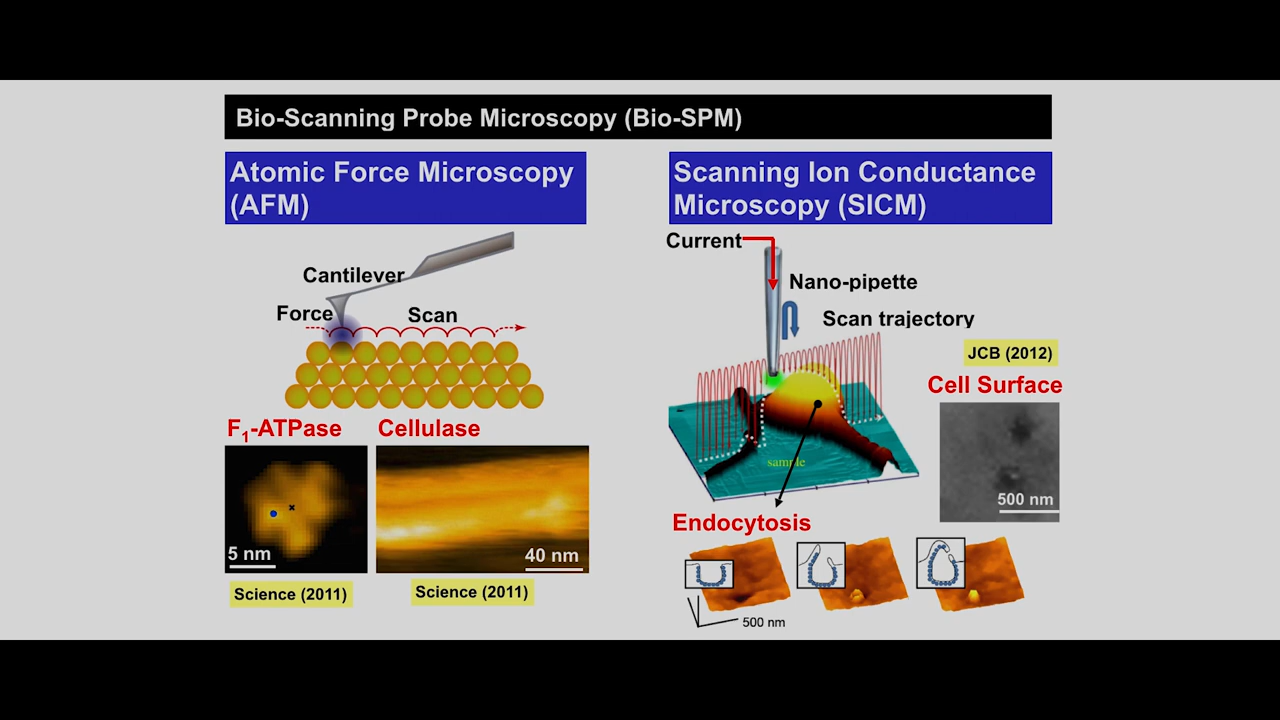 Bio-Scanning Probe Microscopy (Bio-SPM)
Atomic Force Microscopy
(AFM)
Cantilever
Force
Scan
F1-ATPase
Cellulase
5 nm
40 nm
Science (2011)
Science (2011)
Scanning Ion Conductance
Microscopy (SICM)
Current
Nano-pipette
Scan trajectory
JCB (2012)
Cell Surface
sample
500 nm
Endocytosis
500 nm